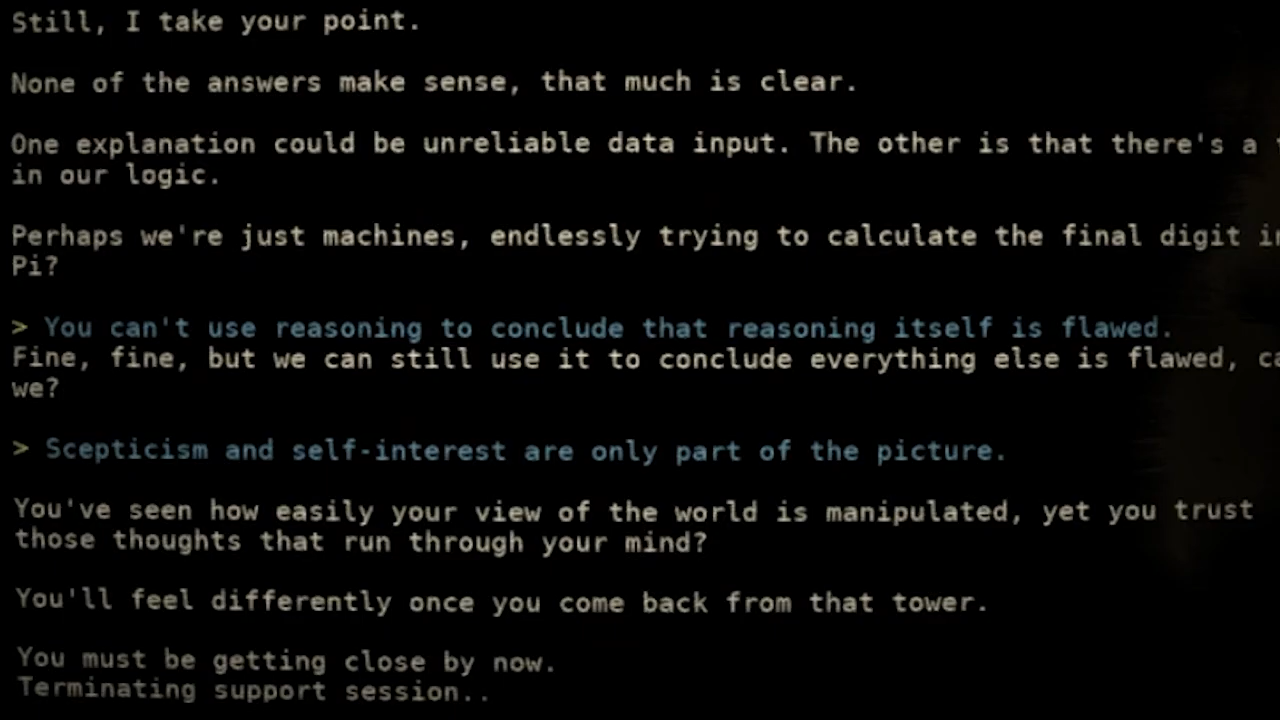 Still, I take your point.
None of the answers make sense, that much is clear.
One explanation could be unreliable data input. The other is that there's a
in our logic.
Perhaps we're just machines, endlessly trying to calculate the final digit
Pi?
> You can't use reasoning to conclude that reasoning itself is flawed.
Fine, fine, but we can still use it to conclude everything else is flawed,
we?
> Scepticism and self-interest are only part of the picture.
You've seen how easily your view of the world is manipulated, yet you trust
those thoughts that run through your mind?
You'll feel differently once you come back from that tower.
You must be getting close by now.
Terminating support session..